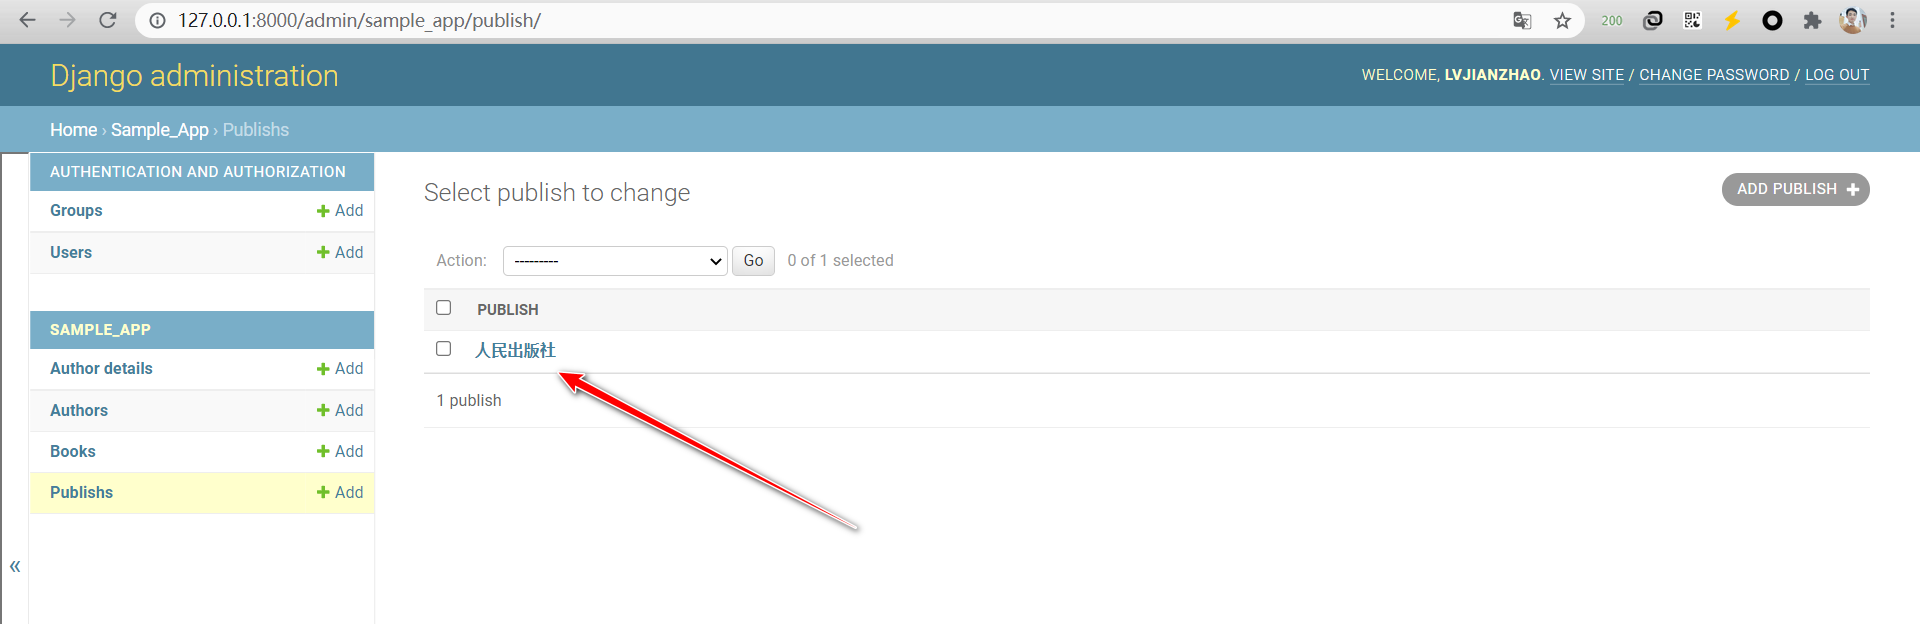 127.0.0.1:8000/admin/sample_app/publish/
200
Django administration
WELCOME, LVJIANZHAO. VIEW SITE / CHANGE PASSWORD / LOG OUT
Home › Sample_App › Publishs
AUTHENTICATION AND AUTHORIZATION
Groups + Add
Users + Add
SAMPLE_APP
Author details + Add
Authors + Add
Books + Add
Publishs + Add
«
Select publish to change
ADD PUBLISH +
Action: --------- Go 0 of 1 selected
PUBLISH
人民出版社
1 publish